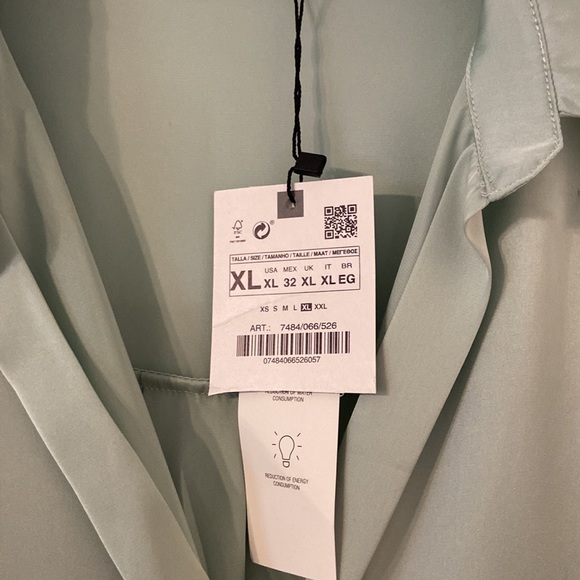 FSC
TALLA / SIZE / TAMANHO / TAILLE / MAAT / ΜΕΓΕΘΟΣ
XL USA XL MEX 32 UK XL IT XL BR EG
XS S M L XL XXL
ART.: 7484/066/526
07484066526057
REDUCTION OF WATER
CONSUMPTION
REDUCTION OF ENERGY
CONSUMPTION